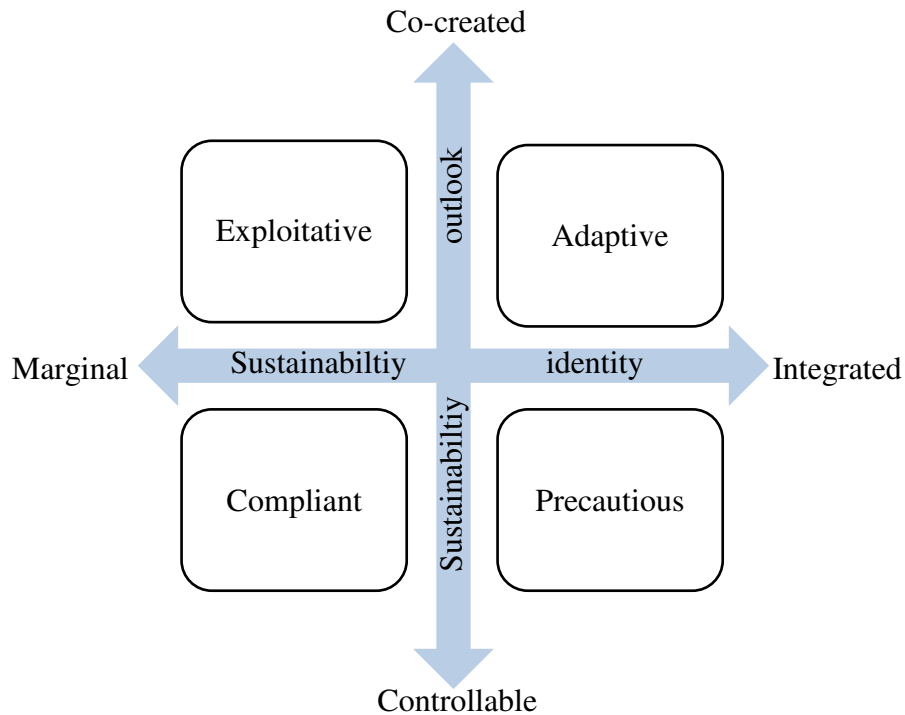 Co-created
outlook
Exploitative
Adaptive
Marginal
Sustainabiltiy
identity
Integrated
Sustainabiltiy
Compliant
Precautious
Controllable